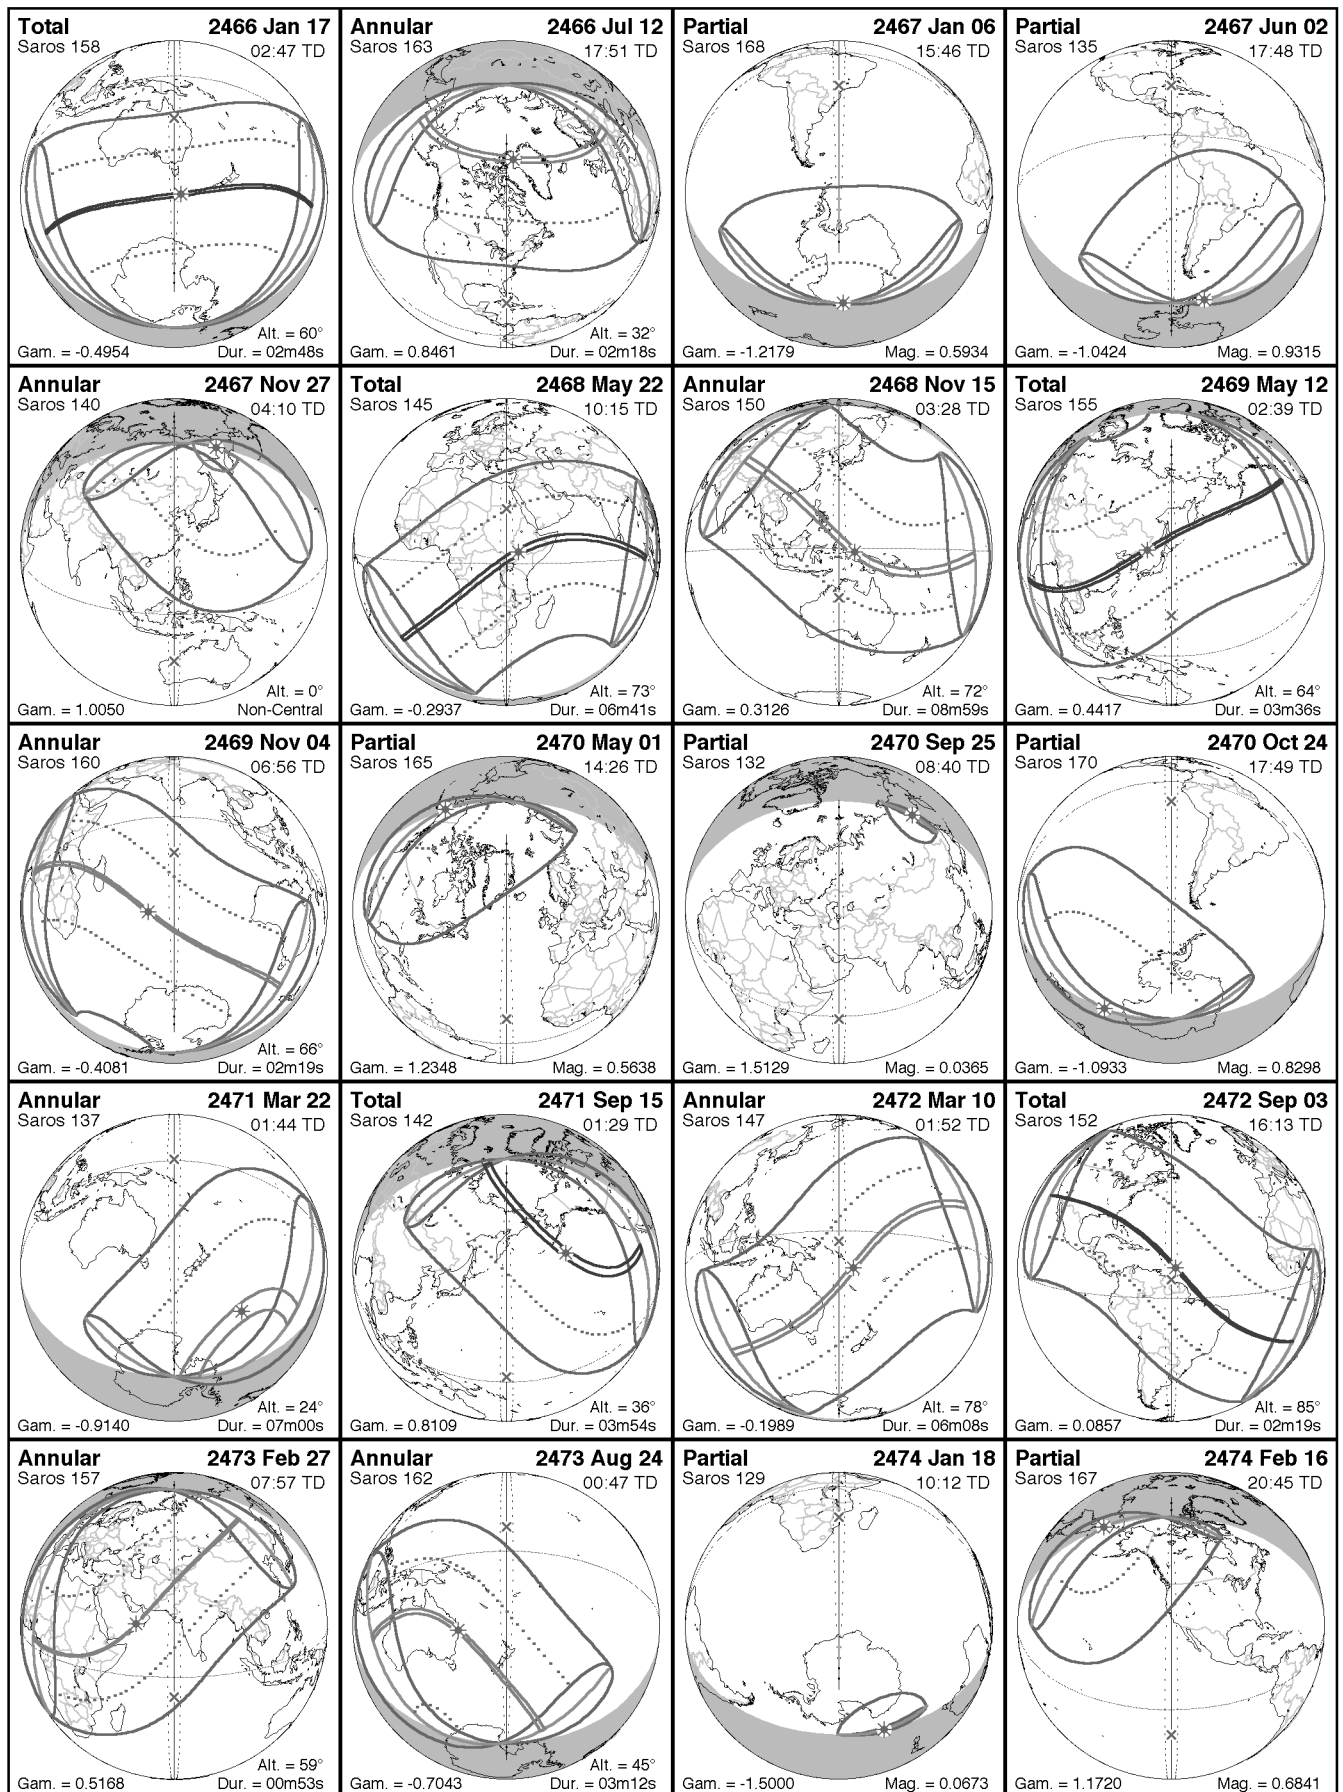 Total 2466 Jan 17
Saros 158 02:47 TD
Alt. = 60°
Gam. = -0.4954 Dur. = 02m48s
Annular 2466 Jul 12
Saros 163 17:51 TD
Alt. = 32°
Gam. = 0.8461 Dur. = 02m18s
Partial 2467 Jan 06
Saros 168 15:46 TD
Gam. = -1.2179 Mag. = 0.5934
Partial 2467 Jun 02
Saros 135 17:48 TD
Gam. = -1.0424 Mag. = 0.9315
Annular 2467 Nov 27
Saros 140 04:10 TD
Alt. = 0°
Gam. = 1.0050 Non-Central
Total 2468 May 22
Saros 145 10:15 TD
Alt. = 73°
Gam. = -0.2937 Dur. = 06m41s
Annular 2468 Nov 15
Saros 150 03:28 TD
Alt. = 72°
Gam. = 0.3126 Dur. = 08m59s
Total 2469 May 12
Saros 155 02:39 TD
Alt. = 64°
Gam. = 0.4417 Dur. = 03m36s
Annular 2469 Nov 04
Saros 160 06:56 TD
Alt. = 66°
Gam. = -0.4081 Dur. = 02m19s
Partial 2470 May 01
Saros 165 14:26 TD
Gam. = 1.2348 Mag. = 0.5638
Partial 2470 Sep 25
Saros 132 08:40 TD
Gam. = 1.5129 Mag. = 0.0365
Partial 2470 Oct 24
Saros 170 17:49 TD
Gam. = -1.0933 Mag. = 0.8298
Annular 2471 Mar 22
Saros 137 01:44 TD
Alt. = 24°
Gam. = -0.9140 Dur. = 07m00s
Total 2471 Sep 15
Saros 142 01:29 TD
Alt. = 36°
Gam. = 0.8109 Dur. = 03m54s
Annular 2472 Mar 10
Saros 147 01:52 TD
Alt. = 78°
Gam. = -0.1989 Dur. = 06m08s
Total 2472 Sep 03
Saros 152 16:13 TD
Alt. = 85°
Gam. = 0.0857 Dur. = 02m19s
Annular 2473 Feb 27
Saros 157 07:57 TD
Alt. = 59°
Gam. = 0.5168 Dur. = 00m53s
Annular 2473 Aug 24
Saros 162 00:47 TD
Alt. = 45°
Gam. = -0.7043 Dur. = 03m12s
Partial 2474 Jan 18
Saros 129 10:12 TD
Gam. = -1.5000 Mag. = 0.0673
Partial 2474 Feb 16
Saros 167 20:45 TD
Gam. = 1.1720 Mag. = 0.6841